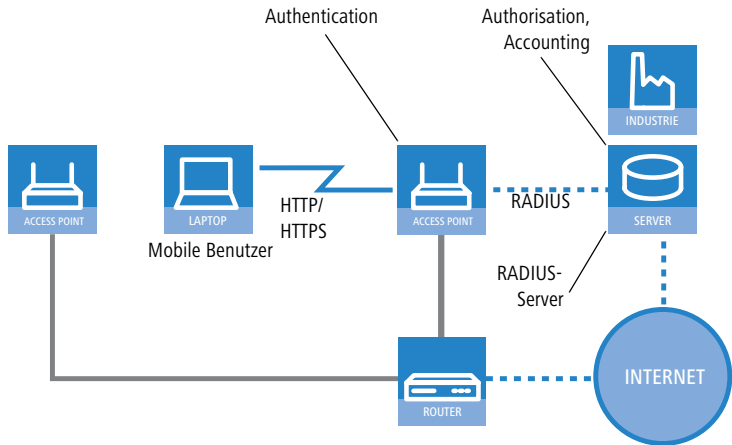 Authentication
Authorisation,
Accounting
INDUSTRIE
ACCESS POINT
LAPTOP
Mobile Benutzer
HTTP/
HTTPS
ACCESS POINT
RADIUS
SERVER
RADIUS-
Server
ROUTER
INTERNET